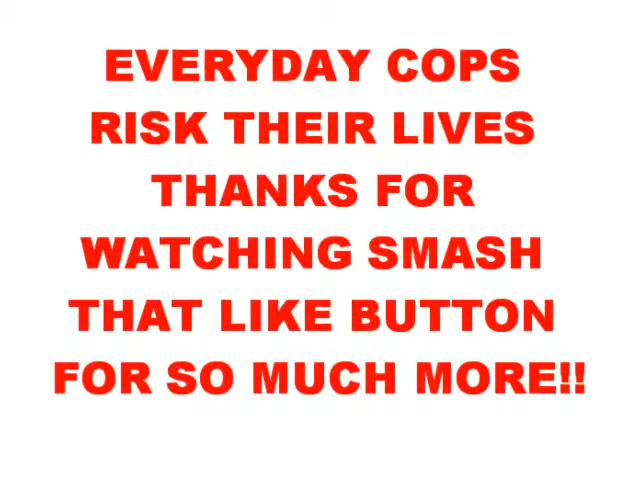 EVERYDAY COPS
RISK THEIR LIVES
THANKS FOR
WATCHING SMASH
THAT LIKE BUTTON
FOR SO MUCH MORE!!